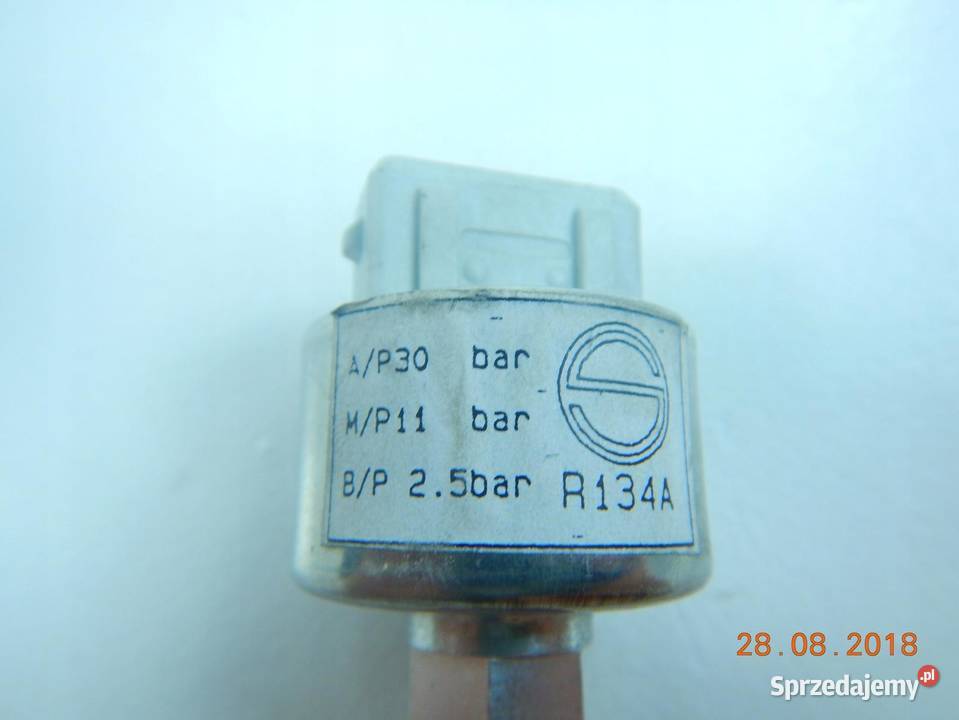 A/P30 bar
M/P11 bar
B/P 2.5bar
R134A
28.08.2018
Sprzedajemy.pl